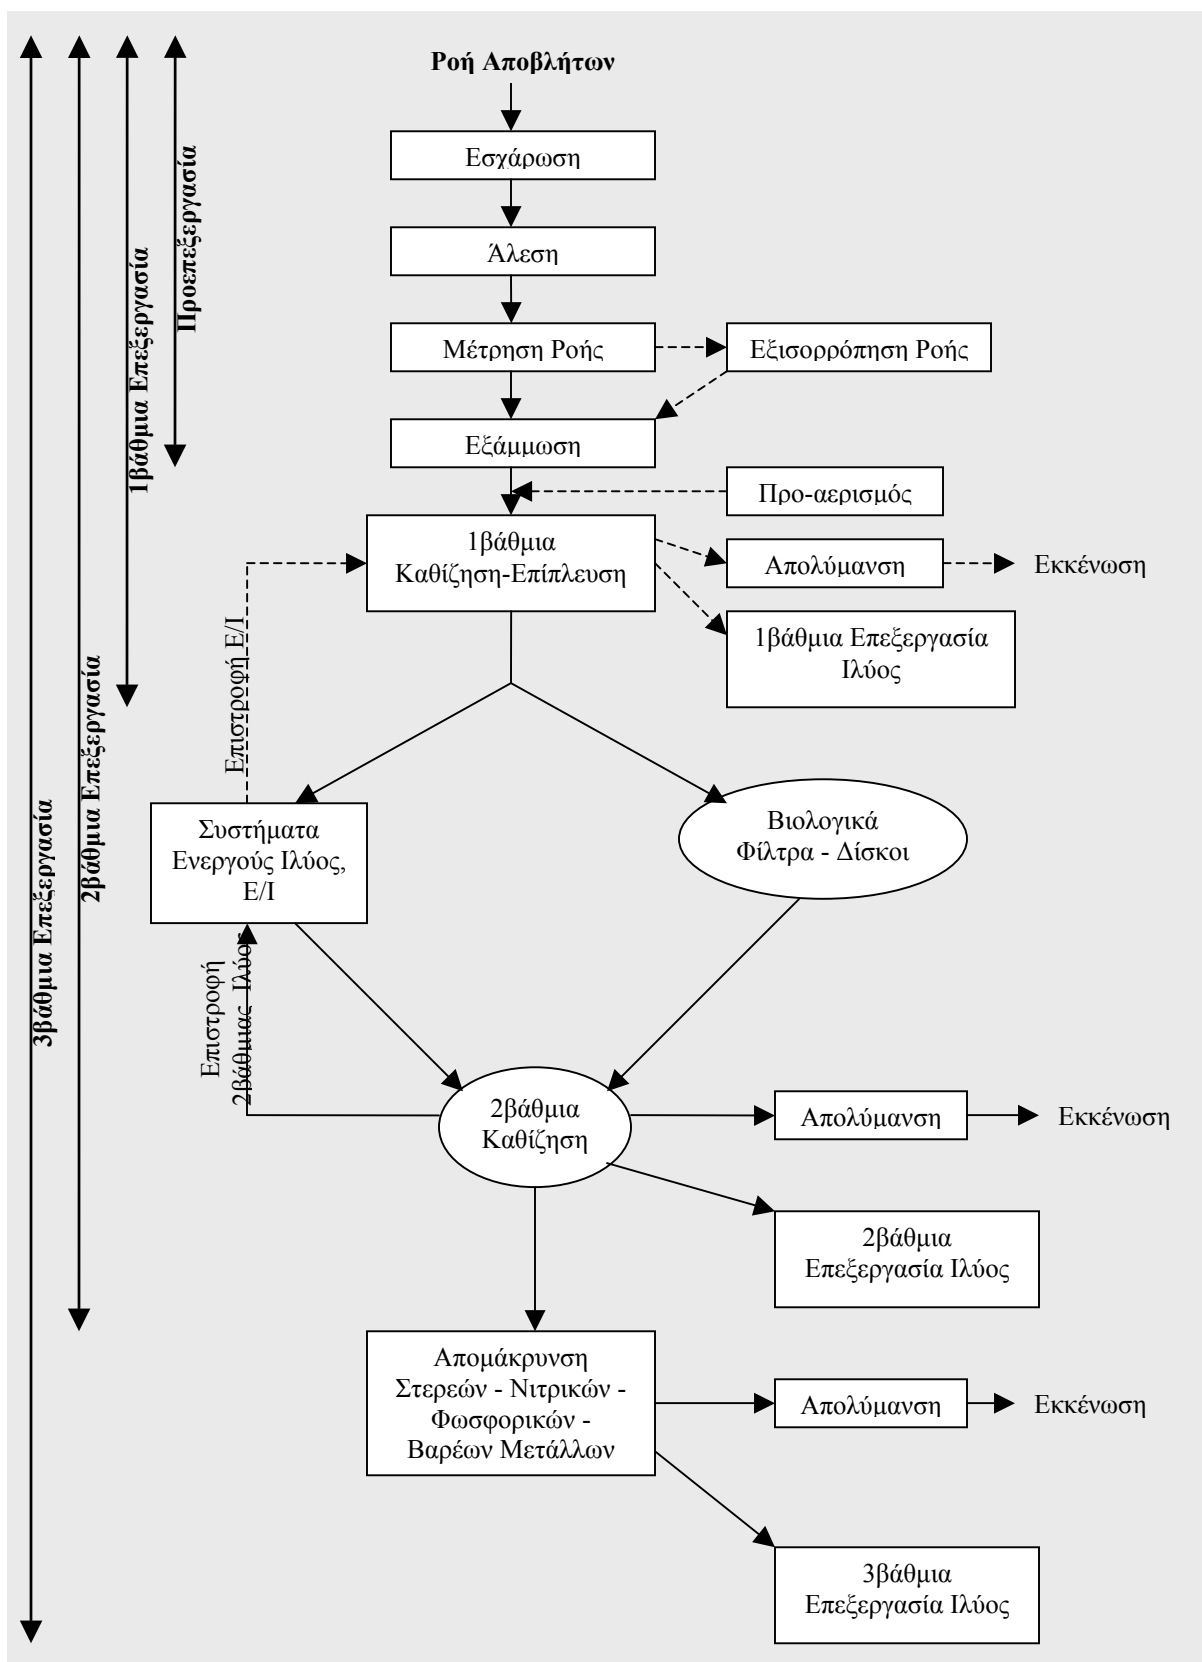 Ροή Αποβλήτων
Εσχάρωση
Άλεση
Μέτρηση Ροής
Εξισορρόπηση Ροής
Εξάμμωση
Προ-αερισμός
1βάθμια
Καθίζηση-Επίπλευση
Απολύμανση
Εκκένωση
1βάθμια Επεξεργασία
Ιλύος
Προεπεξεργασία
1βάθμια Επεξεργασία
2βάθμια Επεξεργασία
3βάθμια Επεξεργασία
Επιστροφή Ε/Ι
Συστήματα
Ενεργούς Ιλύος,
Ε/Ι
Βιολογικά
Φίλτρα - Δίσκοι
Επιστροφή
2βάθμιας Ιλύος
2βάθμια
Καθίζηση
Απολύμανση
Εκκένωση
2βάθμια
Επεξεργασία Ιλύος
Απομάκρυνση
Στερεών - Νιτρικών -
Φωσφορικών -
Βαρέων Μετάλλων
Απολύμανση
Εκκένωση
3βάθμια
Επεξεργασία Ιλύος